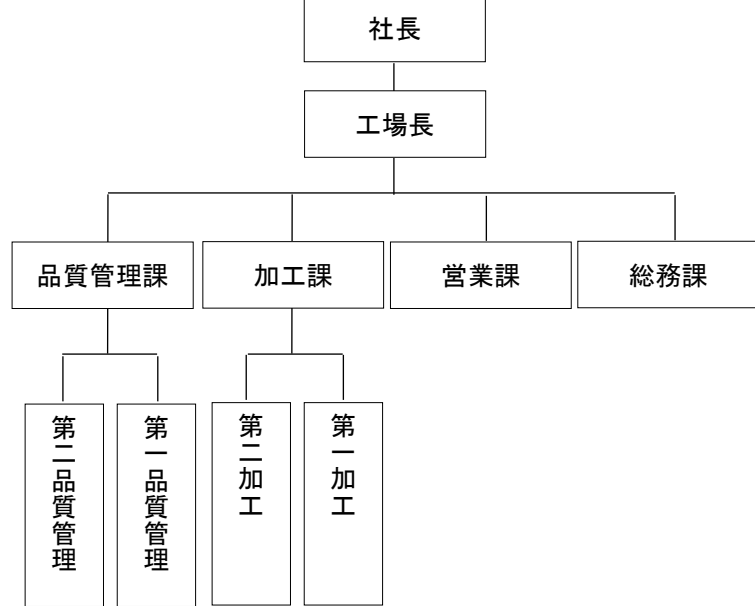 社長
工場長
品質管理課
加工課
営業課
総務課
第二品質管理
第一品質管理
第二加工
第一加工